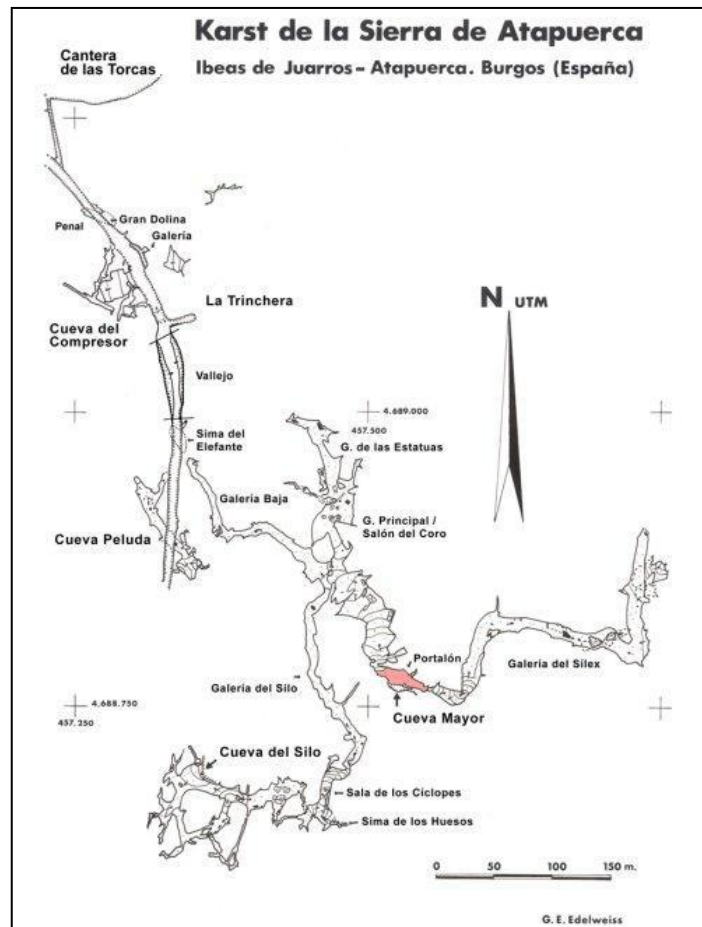 Karst de la Sierra de Atapuerca
Ibeas de Juarros - Atapuerca. Burgos (España)
Cantera
de las Torcas
Gran Dolina
Penal
Galería
La Trinchera
Cueva del
Compresor
Vallejo
N UTM
4.689.000
457.500
Sima del
Elefante
G. de las Estatuas
Galería Baja
G. Principal /
Salón del Coro
Cueva Peluda
Portalón
Galería del Sílex
Galería del Silo
4.688.750
457.250
Cueva Mayor
Cueva del Silo
Sala de los Cíclopes
Sima de los Huesos
0 50 100 150 m.
G. E. Edelweiss